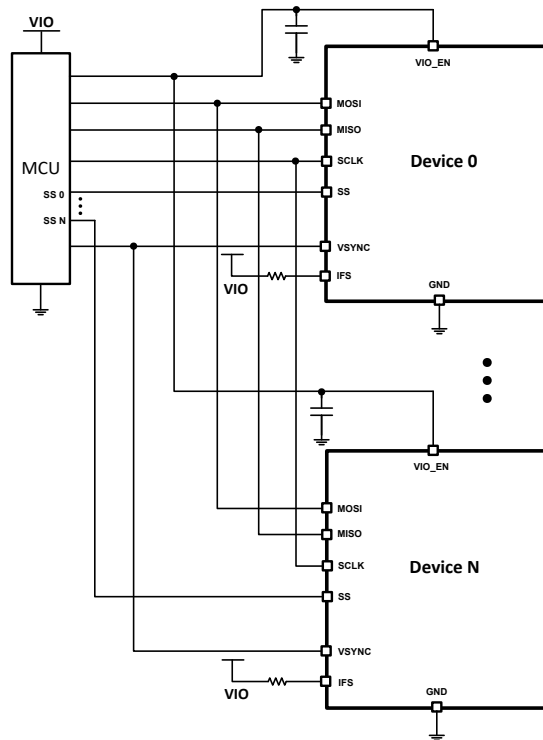 VIO
VIO_EN
MOSI
MISO
SCLK
SS
VSYNC
IFS
GND
Device 0
MCU
SS 0
SS N
VIO
VIO_EN
MOSI
MISO
SCLK
SS
VSYNC
IFS
GND
Device N
VIO